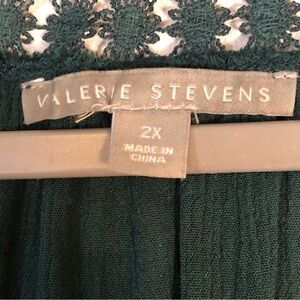 VALERIE STEVENS
2X
MADE IN
CHINA